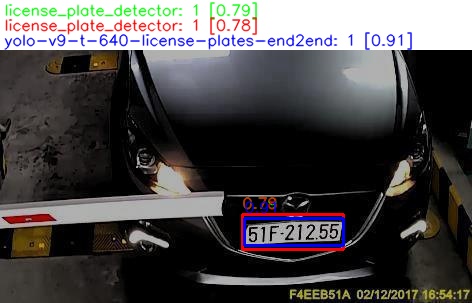 license_plate_detector: 1 [0.79]
license_plate_detector: 1 [0.78]
yolo-v9-t-640-license-plates-end2end: 1 [0.91]
0.79
51F-212.55
F4EEB51A 02/12/2017 16:54:17